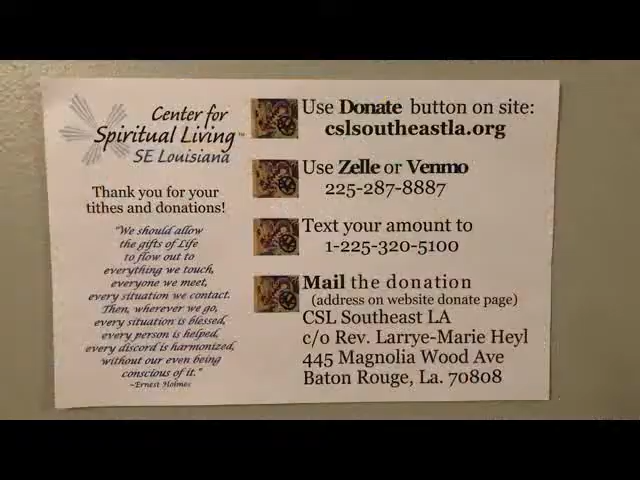 Center for
Spiritual Living™
SE Louisiana
Thank you for your
tithes and donations!
"We should allow
the gifts of Life
to flow out to
everything we touch,
everyone we meet,
every situation we contact.
Then, wherever we go,
every situation is blessed,
every person is helped,
every discord is harmonized,
without our even being
conscious of it."
~Ernest Holmes
Use Donate button on site:
cslsoutheastla.org
Use Zelle or Venmo
225-287-8887
Text your amount to
1-225-320-5100
Mail the donation
(address on website donate page)
CSL Southeast LA
c/o Rev. Larrye-Marie Heyl
445 Magnolia Wood Ave
Baton Rouge, La. 70808